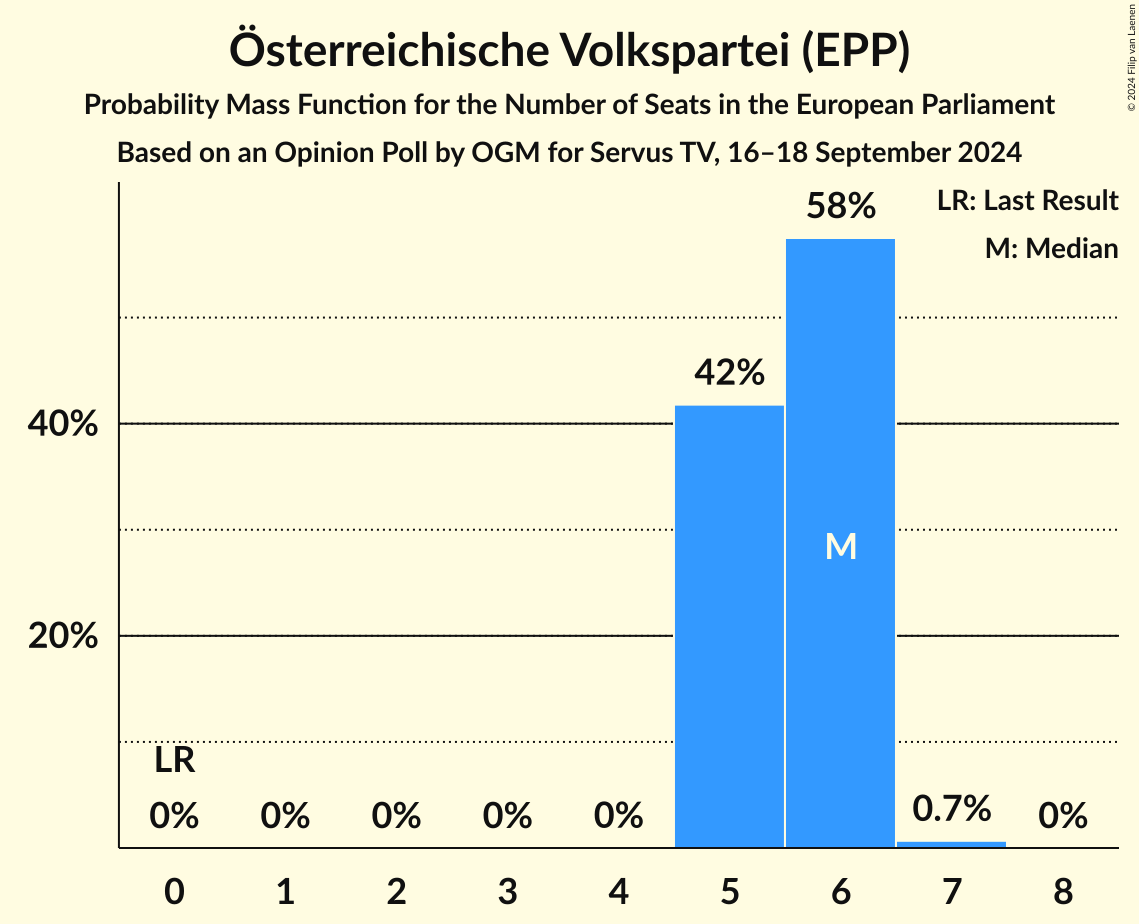 Österreichische Volkspartei (EPP)
Probability Mass Function for the Number of Seats in the European Parliament
Based on an Opinion Poll by OGM for Servus TV, 16–18 September 2024
© 2024 Filip van Laenen
LR: Last Result
M: Median
58%
42%
40%
M
20%
LR
0% 0% 0% 0% 0% 0.7% 0%
0 1 2 3 4 5 6 7 8